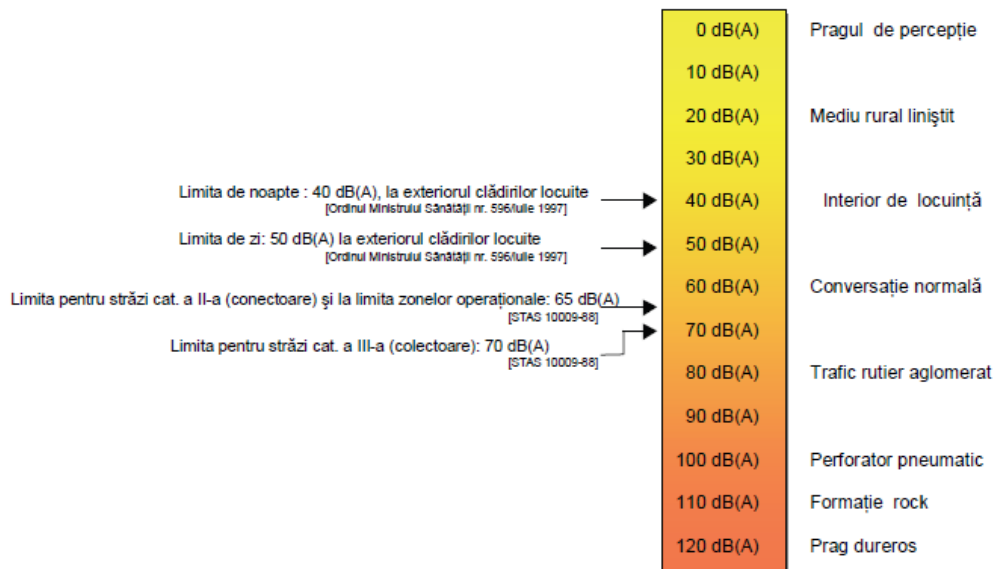 0 dB(A) Pragul de percepție
10 dB(A)
20 dB(A) Mediu rural liniştit
30 dB(A)
Limita de noapte : 40 dB(A), la exteriorul clădirilor locuite
[Ordinul Ministrului Sănătăţii nr. 596/iulie 1997]
40 dB(A) Interior de locuință
Limita de zi: 50 dB(A) la exteriorul clădirilor locuite
[Ordinul Ministrului Sănătăţii nr. 596/iulie 1997]
50 dB(A)
60 dB(A) Conversație normală
Limita pentru străzi cat. a II-a (conectoare) şi la limita zonelor operaționale: 65 dB(A)
[STAS 10009-88]
70 dB(A)
Limita pentru străzi cat. a III-a (colectoare): 70 dB(A)
[STAS 10009-88]
80 dB(A) Trafic rutier aglomerat
90 dB(A)
100 dB(A) Perforator pneumatic
110 dB(A) Formație rock
120 dB(A) Prag dureros